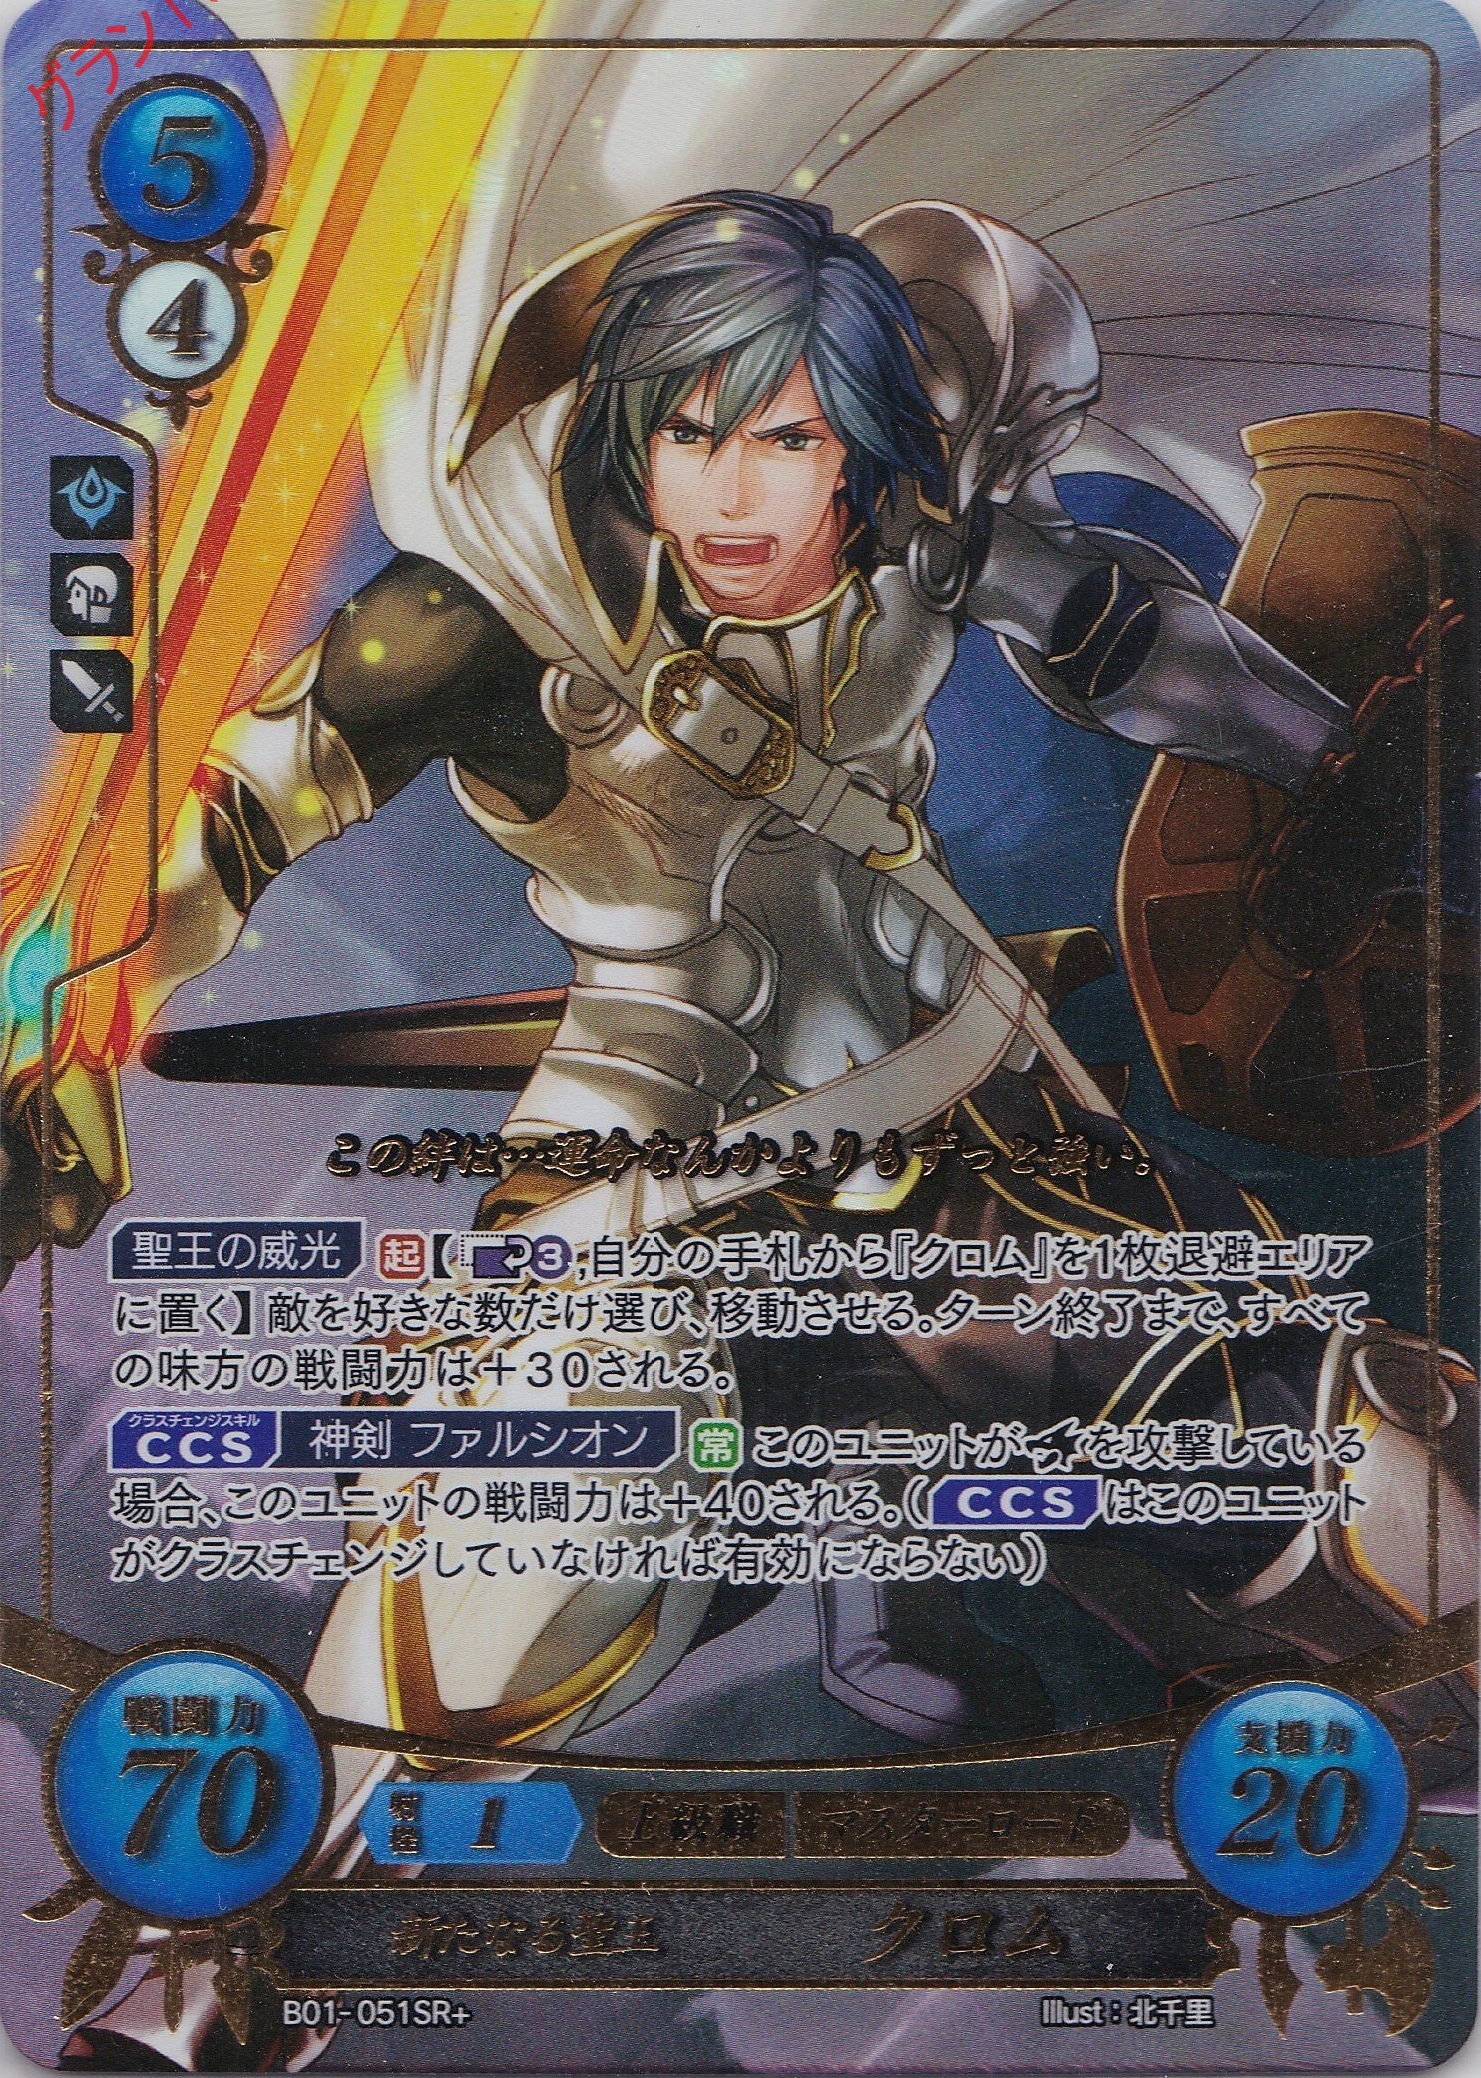 グラン
5
4
この絆は…運命なんかよりもずっと強い。
聖王の威光 起【 3,自分の手札から『クロム』を1枚退避エリア
に置く】敵を好きな数だけ選び、移動させる。ターン終了まで、すべて
の味方の戦闘力は＋30される。
クラスチェンジスキル
CCS 神剣 ファルシオン 常 このユニットが を攻撃している
場合、このユニットの戦闘力は＋40される。（CCSはこのユニット
がクラスチェンジしていなければ有効にならない）
戦闘力
70
射程 1
上級職 マスターロード
支援力
20
新たなる聖王 クロム
B01-051SR+ Illust：北千里